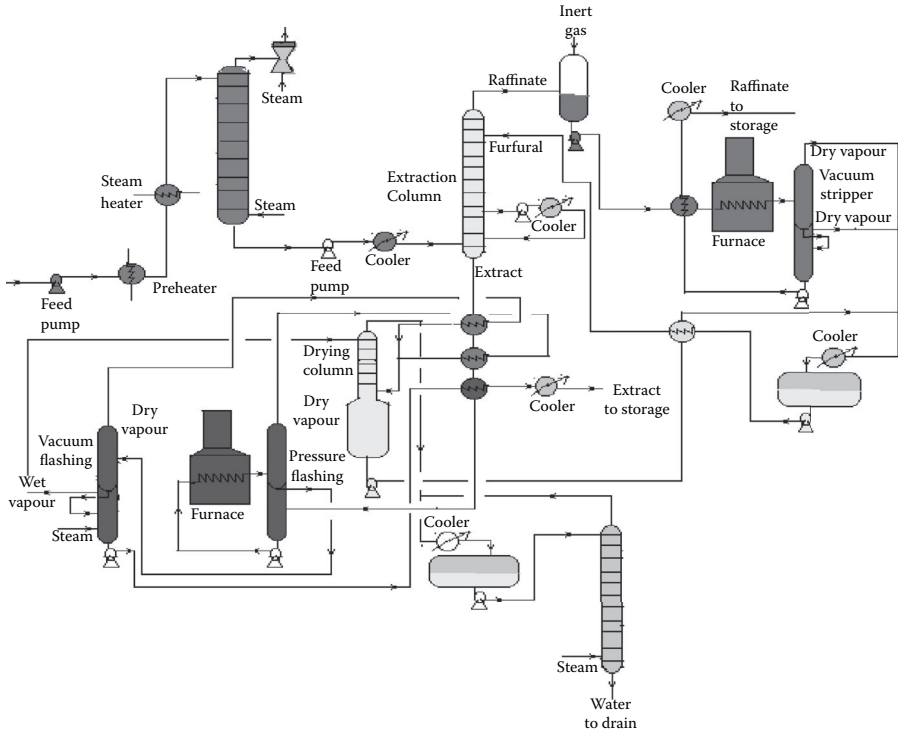 Inert
gas
Steam
Raffinate
Cooler
Raffinate
to
storage
Furfural
Dry vapour
Extraction
Column
Vacuum
stripper
Steam
heater
Steam
Cooler
Dry vapour
Furnace
Feed
pump
Cooler
Extract
Preheater
Feed
pump
Drying
column
Cooler
Cooler
Extract
to storage
Dry
vapour
Dry
vapour
Vacuum
flashing
Pressure
flashing
Wet
vapour
Furnace
Cooler
Steam
Steam
Water
to drain